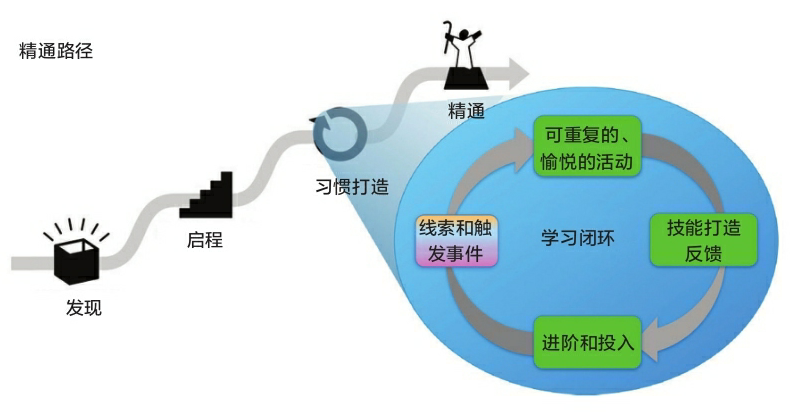 精通路径
精通
可重复的、
愉悦的活动
习惯打造
线索和触
发事件
学习闭环
技能打造
反馈
启程
发现
进阶和投入